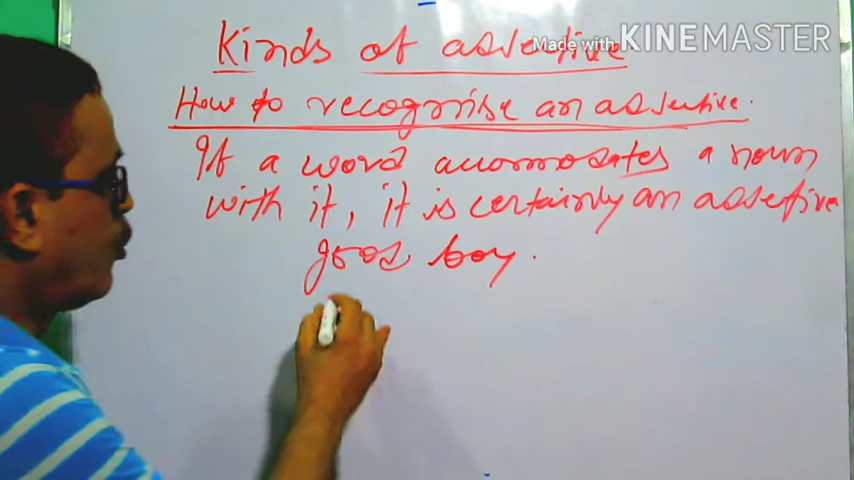 Kinds of adjective
Made with KINEMASTER
How to recognise an adjective.
If a word accomodates a noun
with it, it is certainly an adjective
good boy.